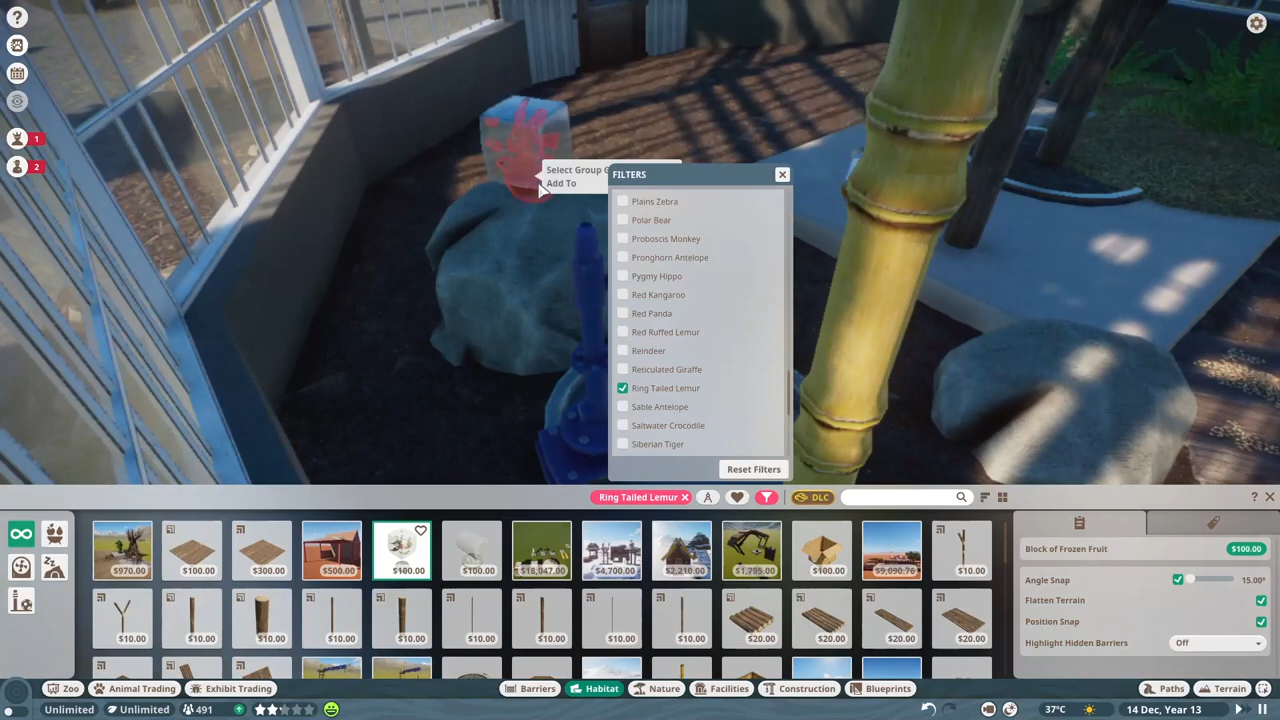 ?
1
2
Select Group G
Add To
FILTERS
Plains Zebra
Polar Bear
Proboscis Monkey
Pronghorn Antelope
Pygmy Hippo
Red Kangaroo
Red Panda
Red Ruffed Lemur
Reindeer
Reticulated Giraffe
Ring Tailed Lemur
Sable Antelope
Saltwater Crocodile
Siberian Tiger
Reset Filters
Ring Tailed Lemur
DLC
?
$970.00
$100.00
$300.00
$500.00
$100.00
$100.00
$18,047.00
$4,700.00
$2,210.00
$1,795.00
$100.00
$9,090.76
$10.00
$10.00
$10.00
$10.00
$10.00
$10.00
$10.00
$10.00
$10.00
$10.00
$20.00
$20.00
$20.00
$20.00
Block of Frozen Fruit
$100.00
Angle Snap
15.00°
Flatten Terrain
Position Snap
Highlight Hidden Barriers
Off
Zoo
Animal Trading
Exhibit Trading
Barriers
Habitat
Nature
Facilities
Construction
Blueprints
Paths
Terrain
Unlimited
Unlimited
491
37°C
14 Dec, Year 13